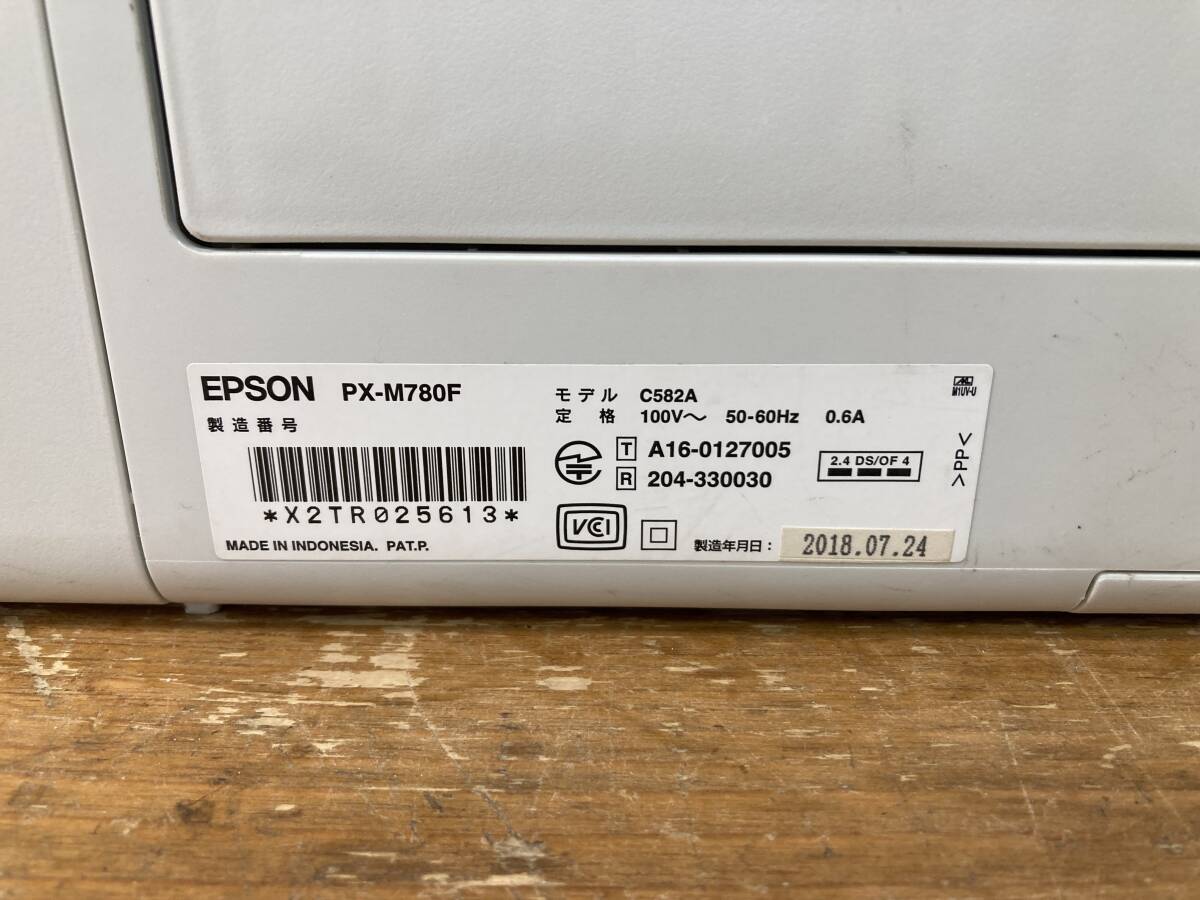 EPSON PX-M780F
製造番号
*X2TR025613*
MADE IN INDONESIA. PAT.P.
モデル C582A
定格 100V～ 50-60Hz 0.6A
T A16-0127005
R 204-330030
2.4 DS/OF 4
VCCI
製造年月日: 2018.07.24
M1UV-U
>PP<